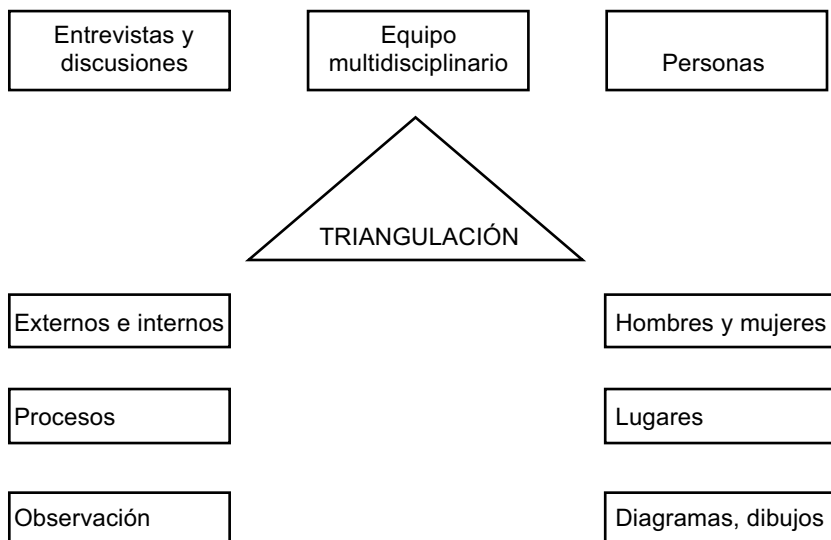 Entrevistas y
discusiones
Equipo
multidisciplinario
Personas
TRIANGULACIÓN
Externos e internos
Hombres y mujeres
Procesos
Lugares
Observación
Diagramas, dibujos